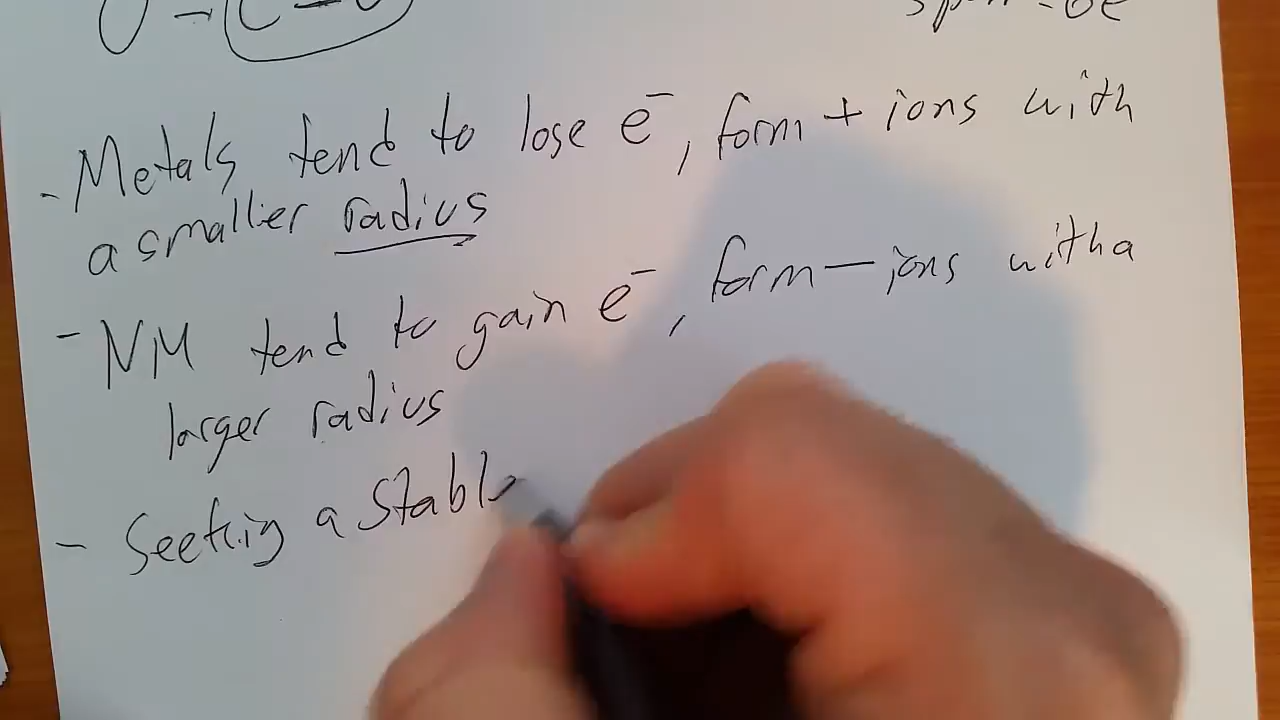 - Metals tend to lose e⁻, form + ions with
a smaller radius
- NM tend to gain e⁻, form - ions with a
larger radius
- Seeking a stable